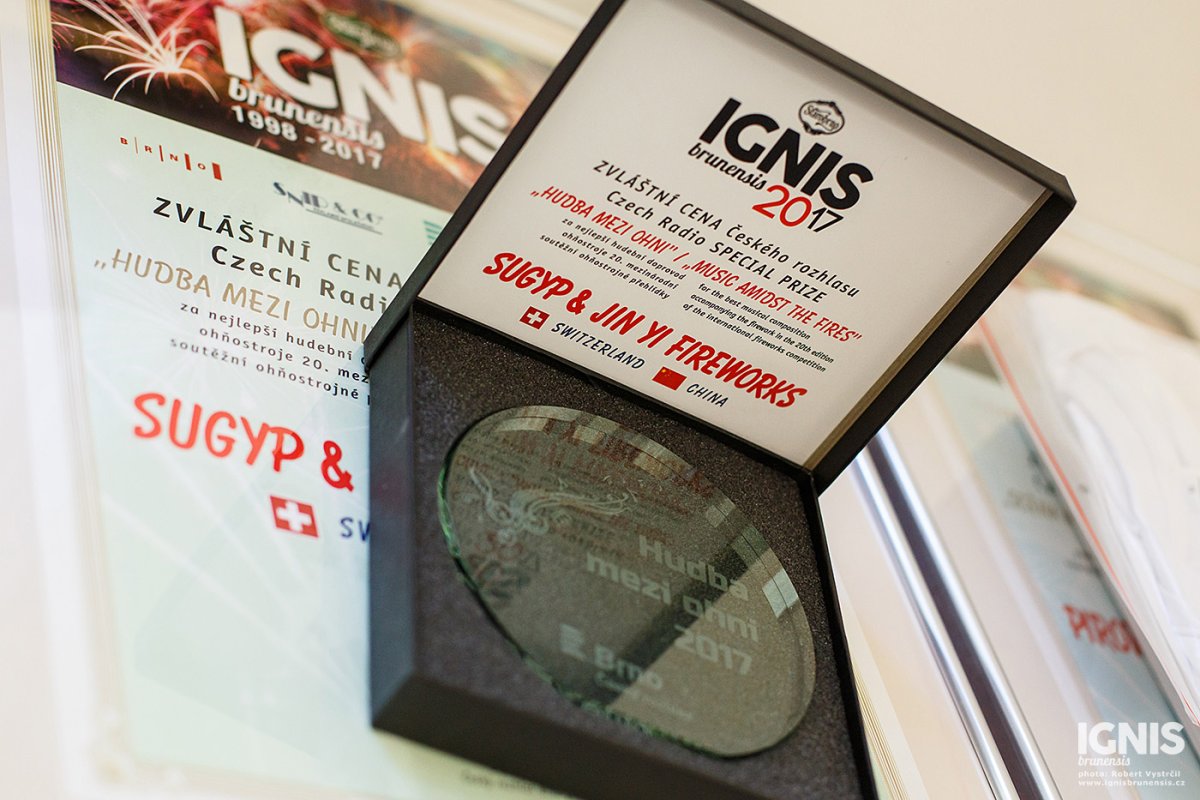 IGNIS
brunensis
1998 - 2017
BRNO
SNIP & CO
ZVLÁŠTNÍ CENA
Czech Radio
„HUDBA MEZI OHNI
za nejlepší hudební
ohňostroje 20.
soutěžní ohňostrojné
SUGYP &
Starobrno
IGNIS
brunensis
2017
ZVLÁŠTNÍ CENA Českého rozhlasu
Czech Radio SPECIAL PRIZE
„HUDBA MEZI OHNI" / „MUSIC AMIDST THE FIRES"
za nejlepší hudební doprovod
ohňostroje 20. mezinárodní
soutěžní ohňostrojné přehlídky
for the best musical composition
accompanying the firework in the 20th edition
of the international fireworks competition
SUGYP & JIN YI FIREWORKS
SWITZERLAND
CHINA
Hudba
mezi ohni
2017
Brno
IGNIS
brunensis
photo: Robert Vystrčil
www.ignisbrunensis.cz